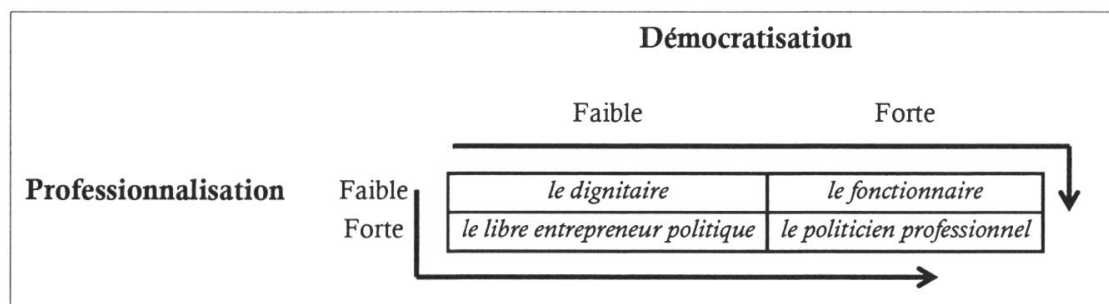 Démocratisation
Faible Forte
Professionnalisation Faible le dignitaire le fonctionnaire
Forte le libre entrepreneur politique le politicien professionnel